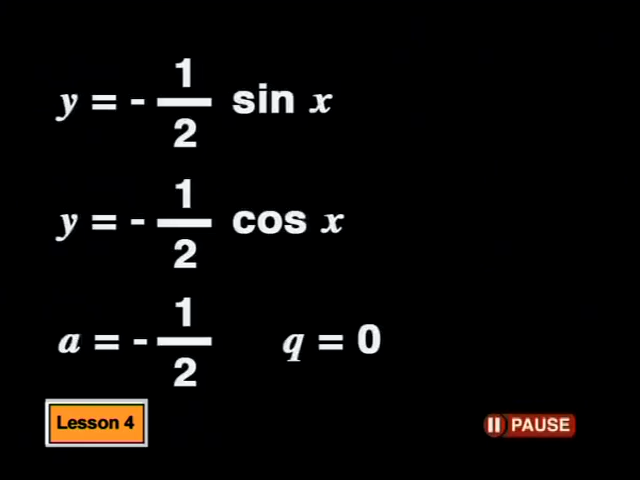 y = - 1/2 sin x
y = - 1/2 cos x
a = - 1/2 q = 0
Lesson 4
PAUSE